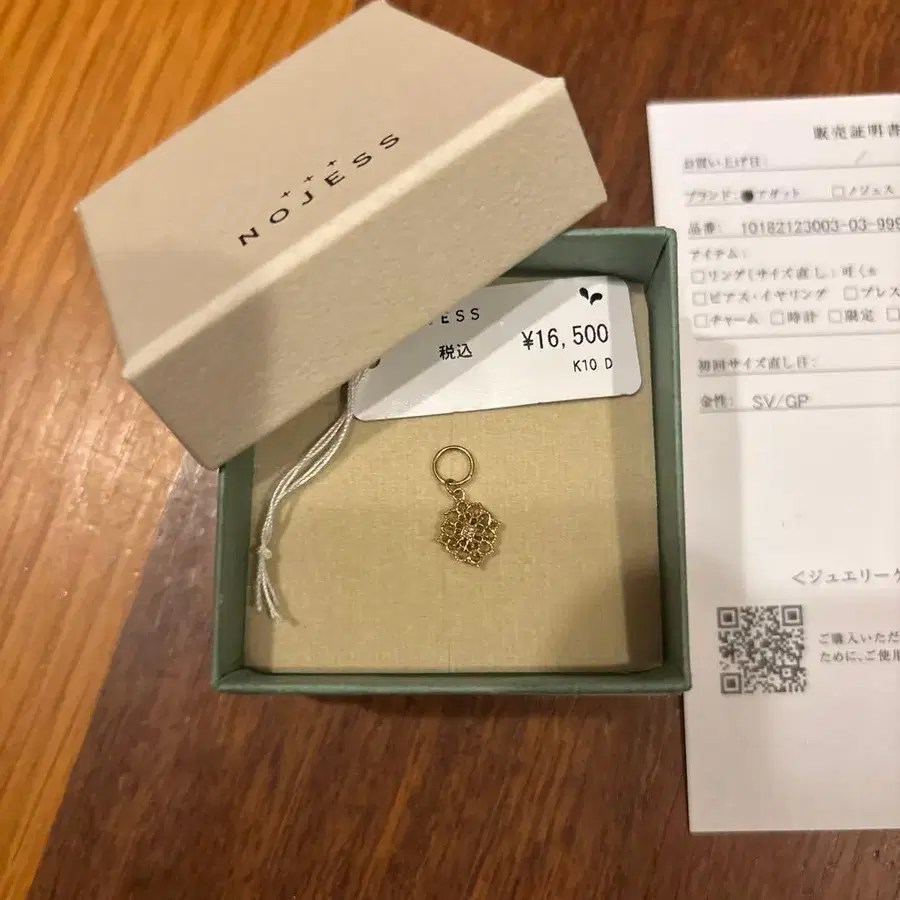 NOJESS
JESS
税込 ¥16,500
K10 D
販売証明書
お買い上げ日: /
ブランド: アガット □ノジェス
品番: 10182123003-03-999
アイテム:
□リング(サイズ直し: 可(±
□ピアス・イヤリング □ブレス
□チャーム □時計 □限定 □
初回サイズ直し日:
金性: SV/GP
<ジュエリーケ
ご購入いただ
ために、ご使用